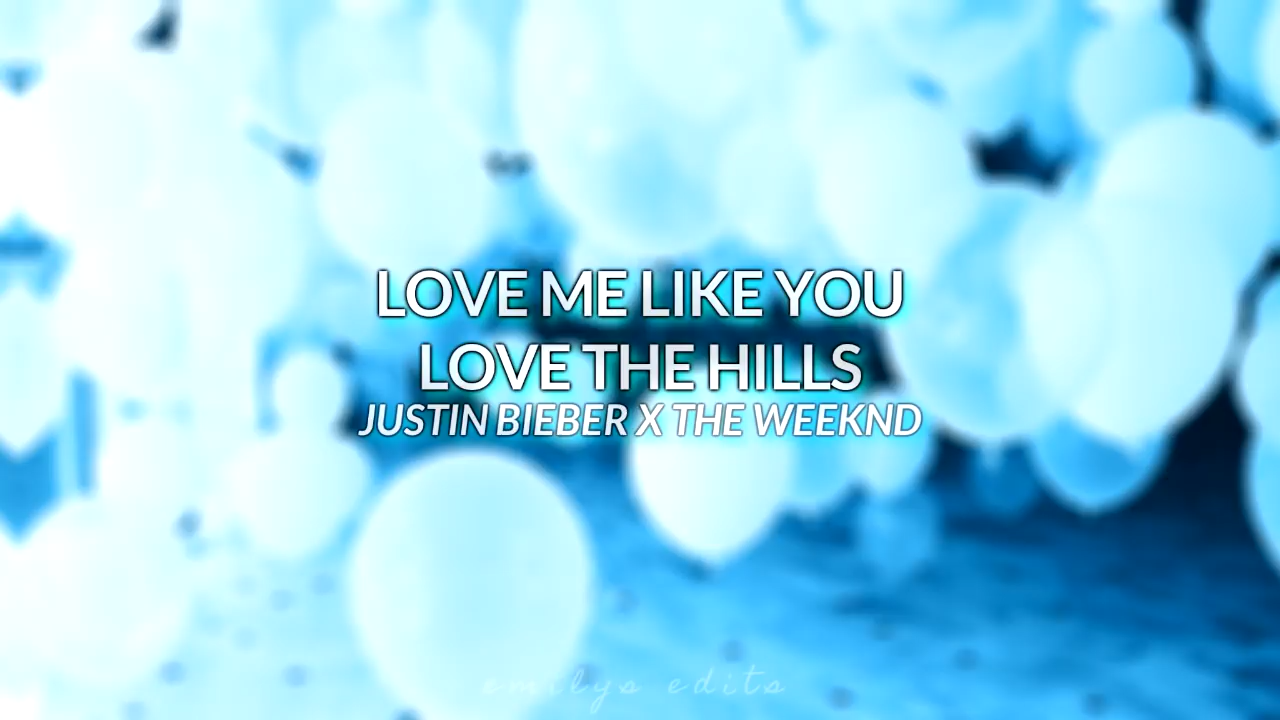 LOVE ME LIKE YOU
LOVE THE HILLS
JUSTIN BIEBER X THE WEEKND
emilys edits